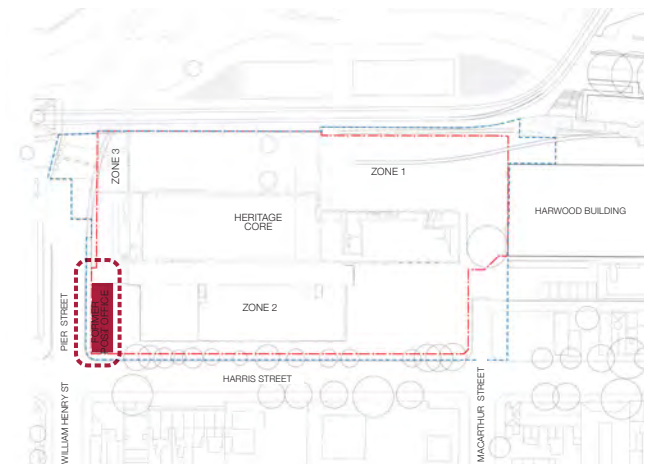 ZONE 3
ZONE 1
HARWOOD BUILDING
HERITAGE
CORE
ZONE 2
FORMER
POST OFFICE
PIER STREET
HARRIS STREET
WILLIAM HENRY ST
MACARTHUR STREET